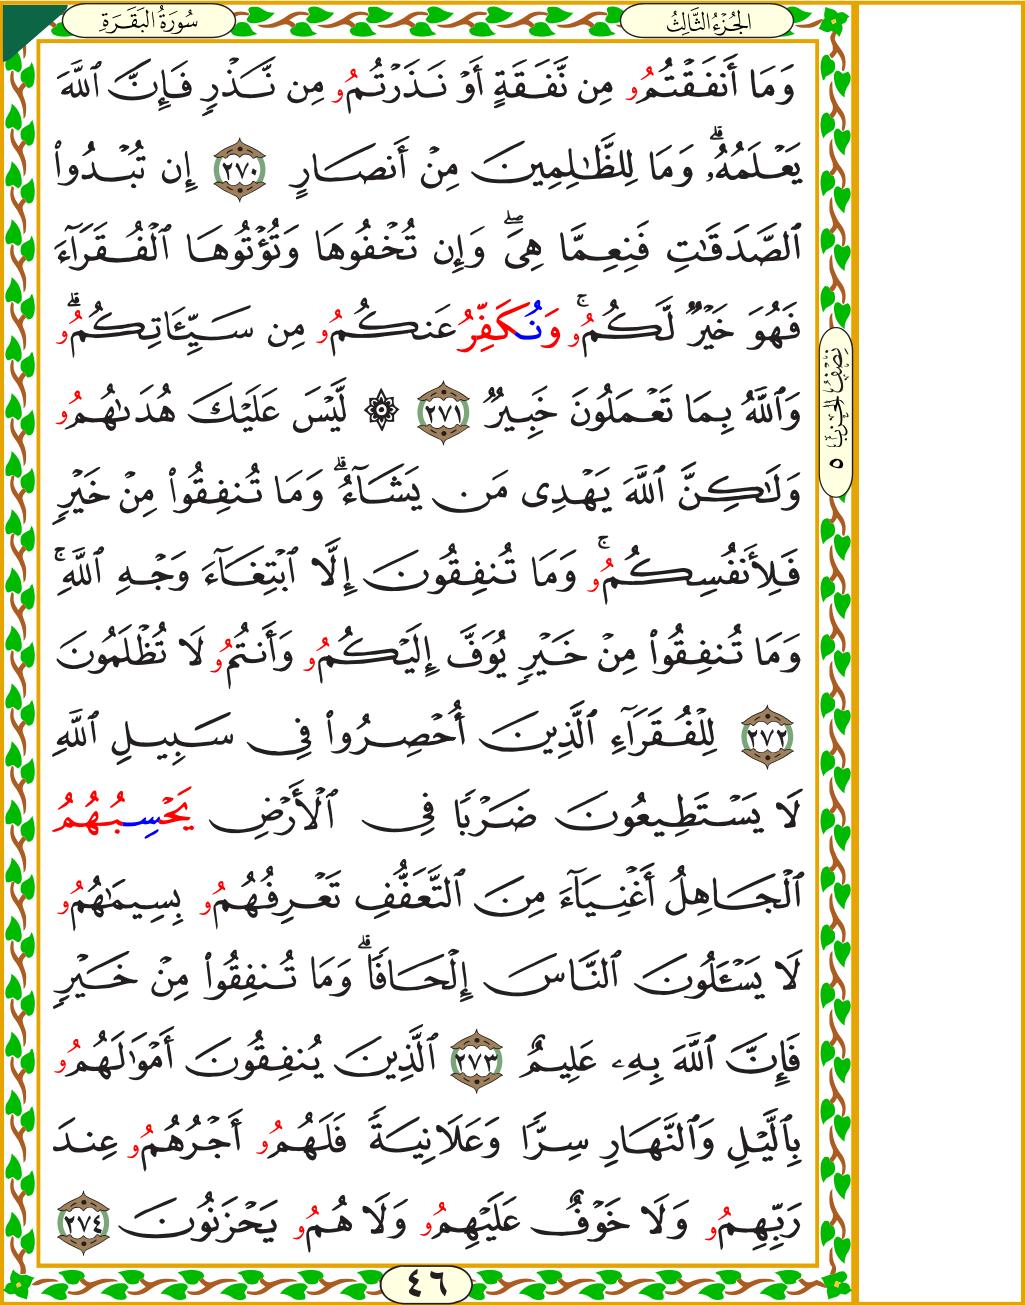 سُورَةُ البَقَرَةِ
الجُزْءُ الثَّالِثُ
وَمَا أَنفَقْتُمُۥ مِن نَّفَقَةٍ أَوْ نَذَرْتُمُۥ مِن نَّذْرٍ فَإِنَّ ٱللَّهَ
يَعْلَمُهُۥۗ وَمَا لِلظَّـٰلِمِينَ مِنْ أَنصَارٍ ٢٧٠ إِن تُبْدُوا۟
ٱلصَّدَقَـٰتِ فَنِعِمَّا هِىَۖ وَإِن تُخْفُوهَا وَتُؤْتُوهَا ٱلْفُقَرَآءَ
فَهُوَ خَيْرٌ لَّكُمُۥۚ وَنُكَفِّرُ عَنكُمُۥ مِن سَيِّـَٔاتِكُمُۥۗ
وَٱللَّهُ بِمَا تَعْمَلُونَ خَبِيرٌ ٢٧١ ۞ لَّيْسَ عَلَيْكَ هُدَىٰهُمُۥ
وَلَـٰكِنَّ ٱللَّهَ يَهْدِى مَن يَشَآءُۗ وَمَا تُنفِقُوا۟ مِنْ خَيْرٍ
فَلِأَنفُسِكُمُۥۚ وَمَا تُنفِقُونَ إِلَّا ٱبْتِغَآءَ وَجْهِ ٱللَّهِۚ
وَمَا تُنفِقُوا۟ مِنْ خَيْرٍ يُوَفَّ إِلَيْكُمُۥ وَأَنتُمُۥ لَا تُظْلَمُونَ
٢٧٢ لِلْفُقَرَآءِ ٱلَّذِينَ أُحْصِرُوا۟ فِى سَبِيلِ ٱللَّهِ
لَا يَسْتَطِيعُونَ ضَرْبًا فِى ٱلْأَرْضِ يَحْسِبُهُمُ
ٱلْجَاهِلُ أَغْنِيَآءَ مِنَ ٱلتَّعَفُّفِ تَعْرِفُهُمُۥ بِسِيمَـٰهُمُۥ
لَا يَسْـَٔلُونَ ٱلنَّاسَ إِلْحَافًاۗ وَمَا تُنفِقُوا۟ مِنْ خَيْرٍ
فَإِنَّ ٱللَّهَ بِهِۦ عَلِيمٌ ٢٧٣ ٱلَّذِينَ يُنفِقُونَ أَمْوَٰلَهُمُۥ
بِٱلَّيْلِ وَٱلنَّهَارِ سِرًّا وَعَلَانِيَةً فَلَهُمُۥ أَجْرُهُمُۥ عِندَ
رَبِّهِمُۥ وَلَا خَوْفٌ عَلَيْهِمُۥ وَلَا هُمُۥ يَحْزَنُونَ ٢٧٤
نِصْفُ الحِزْبِ ٥
٤٦